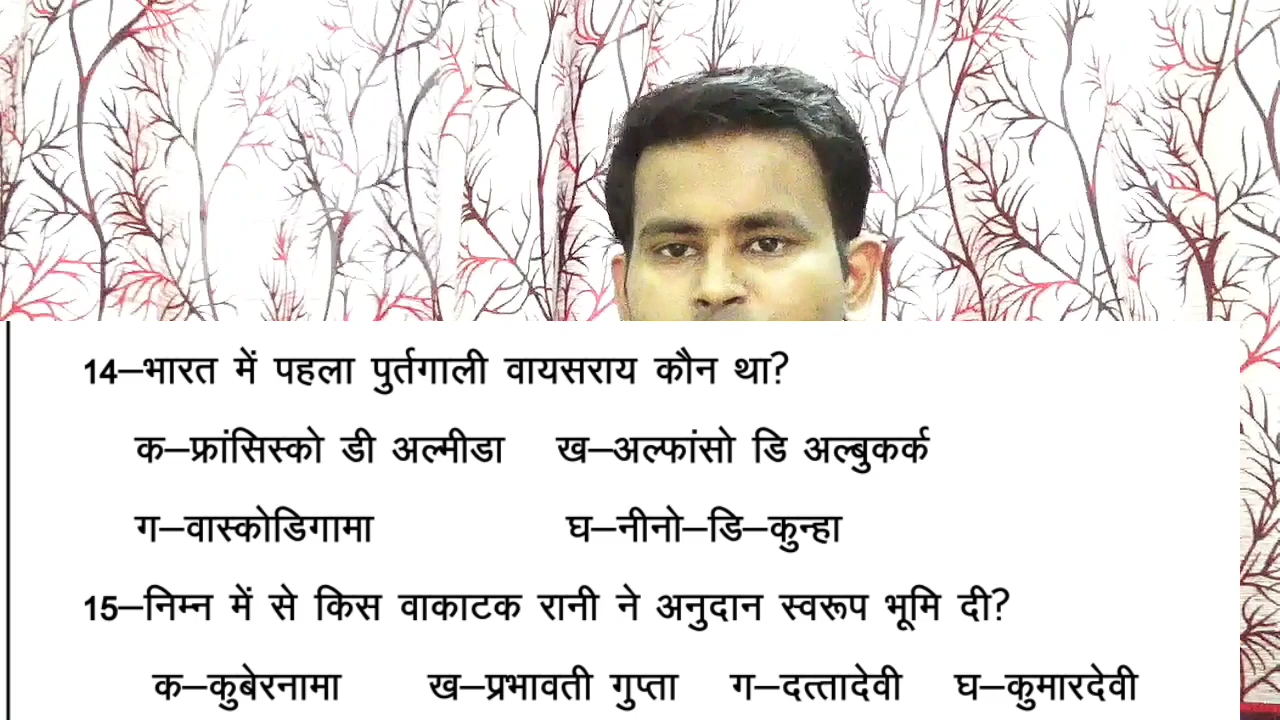 14–भारत में पहला पुर्तगाली वायसराय कौन था?
क–फ्रांसिस्को डी अल्मीडा ख–अल्फांसो डि अल्बुकर्क
ग–वास्कोडिगामा घ–नीनो–डि–कुन्हा
15–निम्न में से किस वाकाटक रानी ने अनुदान स्वरूप भूमि दी?
क–कुबेरनामा ख–प्रभावती गुप्ता ग–दत्तादेवी घ–कुमारदेवी